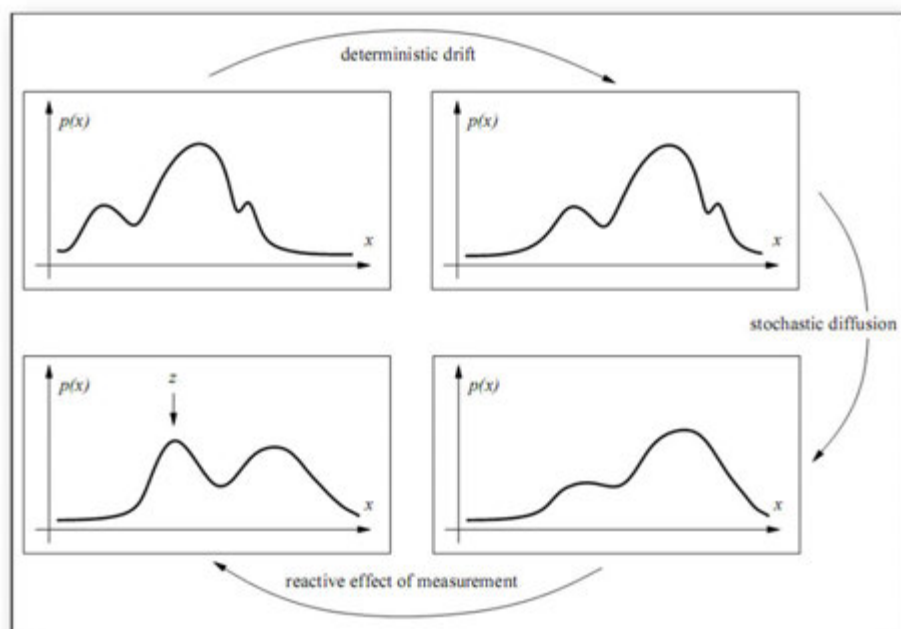 deterministic drift
p(x)
x
p(x)
x
stochastic diffusion
p(x)
z
x
p(x)
x
reactive effect of measurement